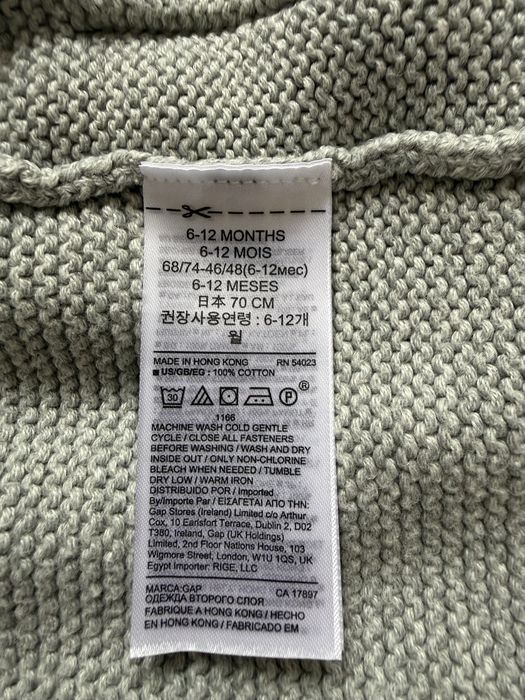 6-12 MONTHS
6-12 MOIS
68/74-46/48(6-12мес)
6-12 MESES
日本 70 CM
권장사용연령 : 6-12개
월
MADE IN HONG KONG RN 54023
■ US/GB/EG : 100% COTTON
30 P ®
1166
MACHINE WASH COLD GENTLE
CYCLE / CLOSE ALL FASTENERS
BEFORE WASHING / WASH AND DRY
INSIDE OUT / ONLY NON-CHLORINE
BLEACH WHEN NEEDED / TUMBLE
DRY LOW / WARM IRON
DISTRIBUIDO POR / Imported
By/Importe Par / ΕΙΣΑΓΕΤΑΙ ΑΠΟ ΤΗΝ:
Gap Stores (Ireland) Limited c/o Arthur
Cox, 10 Earlsfort Terrace, Dublin 2, D02
T380, Ireland, Gap (UK Holdings)
Limited, 2nd Floor Nations House, 103
Wigmore Street, London, W1U 1QS, UK
Egypt Importer: RIGE, LLC
MARCA:GAP CA 17897
ОДЕЖДА ВТОРОГО СЛОЯ
FABRIQUE A HONG KONG / HECHO
EN HONG KONG / FABRICADO EM